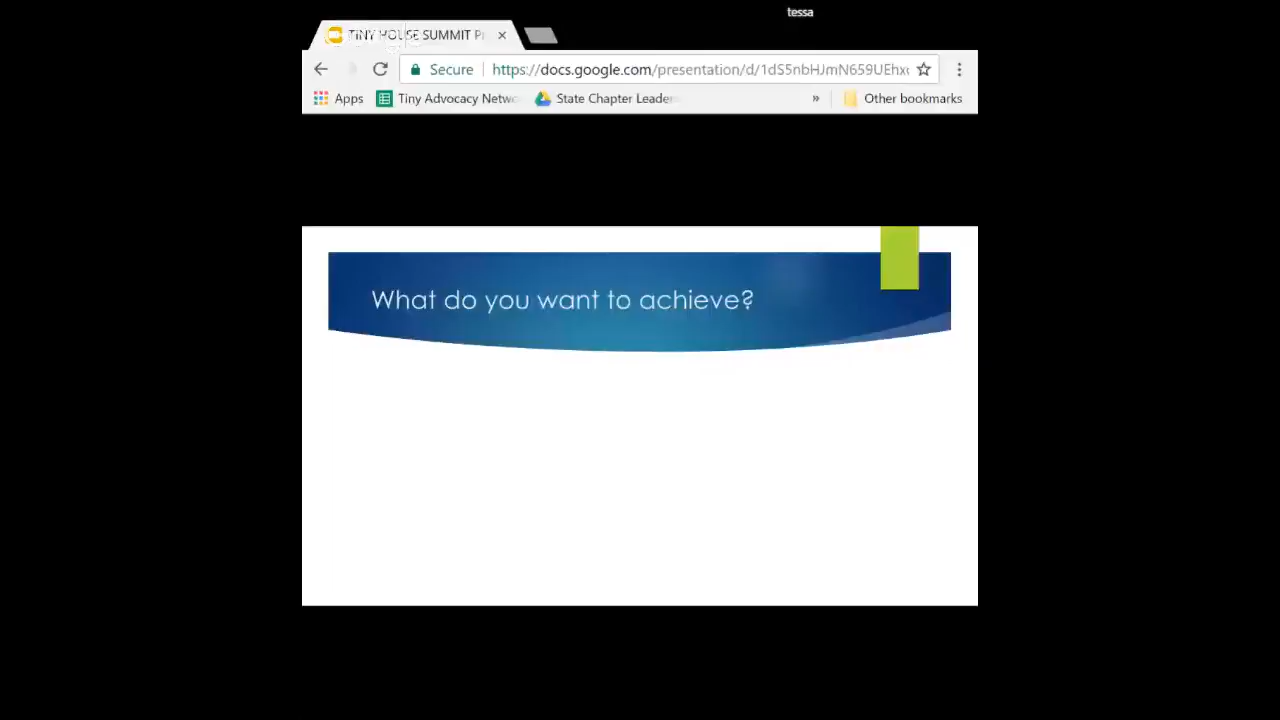 tessa
TINY HOUSE SUMMIT P
Secure
https://docs.google.com/presentation/d/1dS5nbHJmN659UEhx
Apps
Tiny Advocacy Netw
State Chapter Leader
»
Other bookmarks
What do you want to achieve?